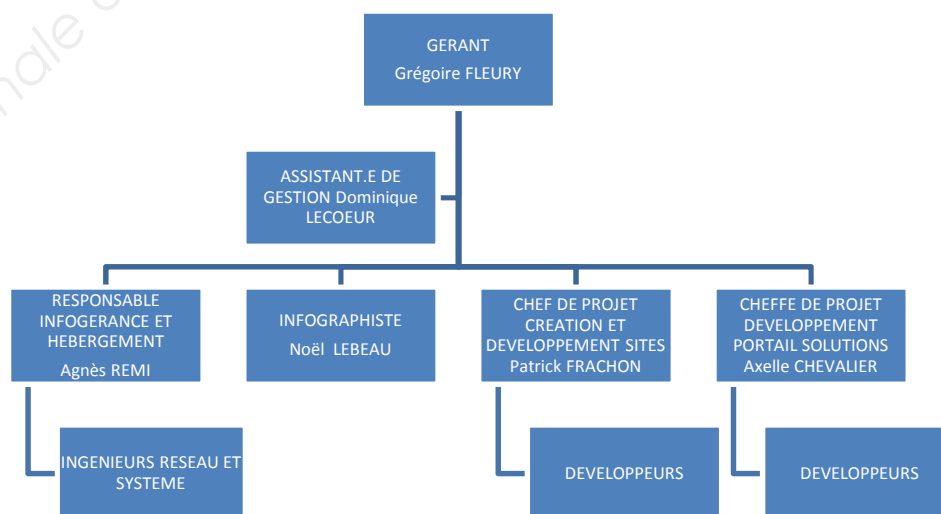 nale
GERANT
Grégoire FLEURY
ASSISTANT.E DE
GESTION Dominique
LECOEUR
RESPONSABLE
INFOGERANCE ET
HEBERGEMENT
Agnès REMI
INFOGRAPHISTE
Noël LEBEAU
CHEF DE PROJET
CREATION ET
DEVELOPPEMENT SITES
Patrick FRACHON
CHEFFE DE PROJET
DEVELOPPEMENT
PORTAIL SOLUTIONS
Axelle CHEVALIER
INGENIEURS RESEAU ET
SYSTEME
DEVELOPPEURS
DEVELOPPEURS